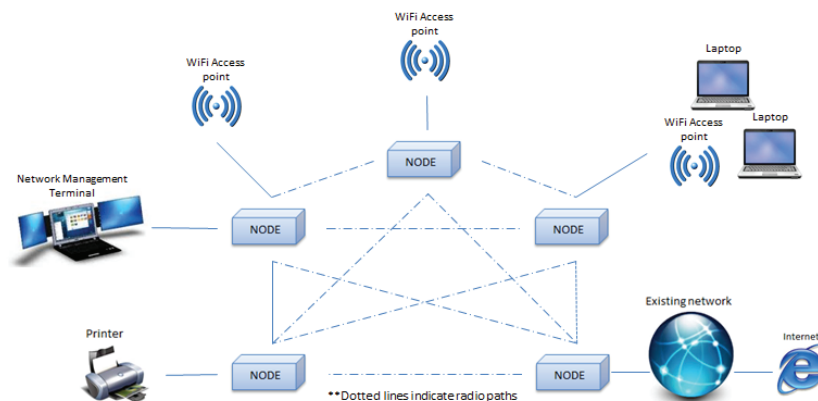 WiFi Access
point
WiFi Access
point
Laptop
Laptop
WiFi Access
point
NODE
Network Management
Terminal
NODE
NODE
Existing network
Printer
Internet
NODE
NODE
**Dotted lines indicate radio paths